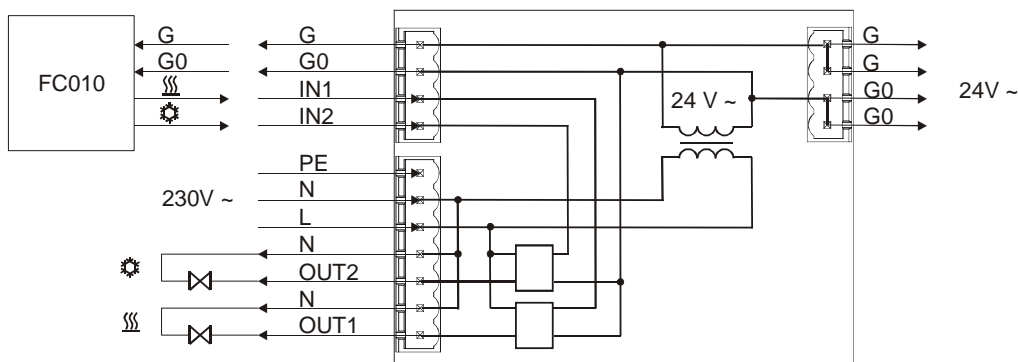 FC010
G
G0
G
G0
IN1
IN2
PE
N
L
N
OUT2
N
OUT1
230V ~
24 V ~
G
G
G0
G0
24V ~